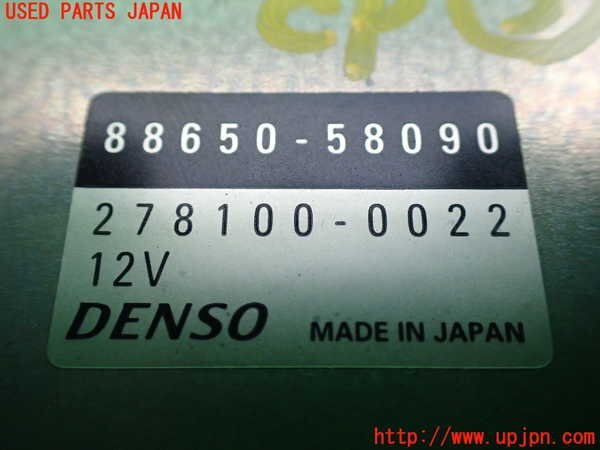 USED PARTS JAPAN
88650-58090
278100-0022
12V
DENSO MADE IN JAPAN
http://www.upjpn.com